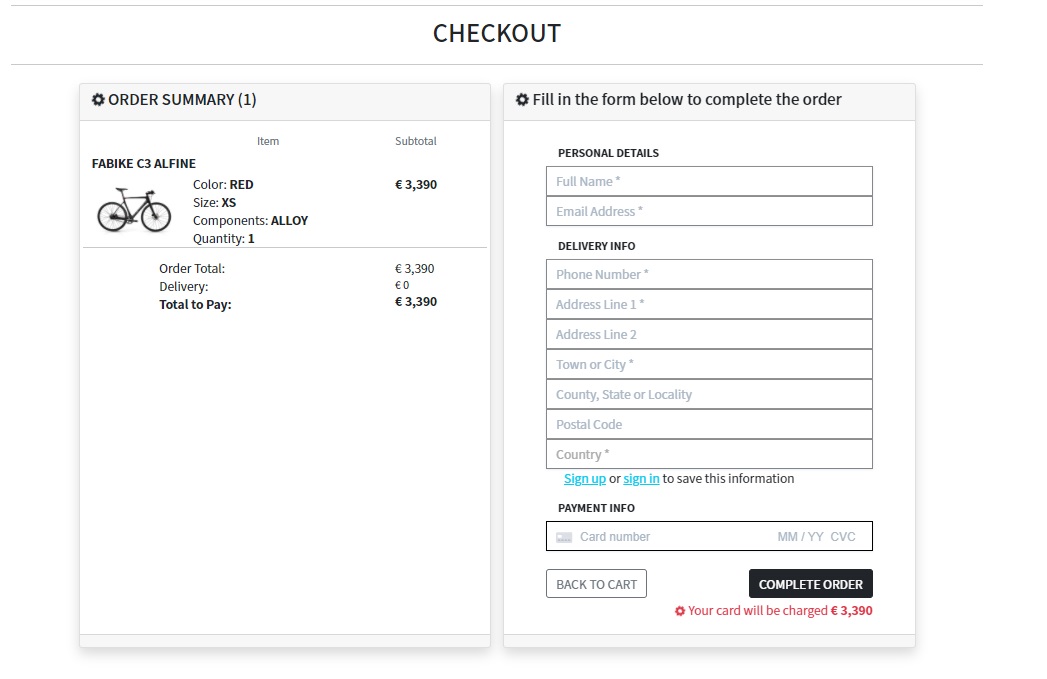 CHECKOUT
ORDER SUMMARY (1)
Item Subtotal
FABIKE C3 ALFINE
Color: RED € 3,390
Size: XS
Components: ALLOY
Quantity: 1
Order Total: € 3,390
Delivery: € 0
Total to Pay: € 3,390
Fill in the form below to complete the order
PERSONAL DETAILS
Full Name *
Email Address *
DELIVERY INFO
Phone Number *
Address Line 1 *
Address Line 2
Town or City *
County, State or Locality
Postal Code
Country *
Sign up or sign in to save this information
PAYMENT INFO
Card number MM / YY CVC
BACK TO CART COMPLETE ORDER
Your card will be charged € 3,390